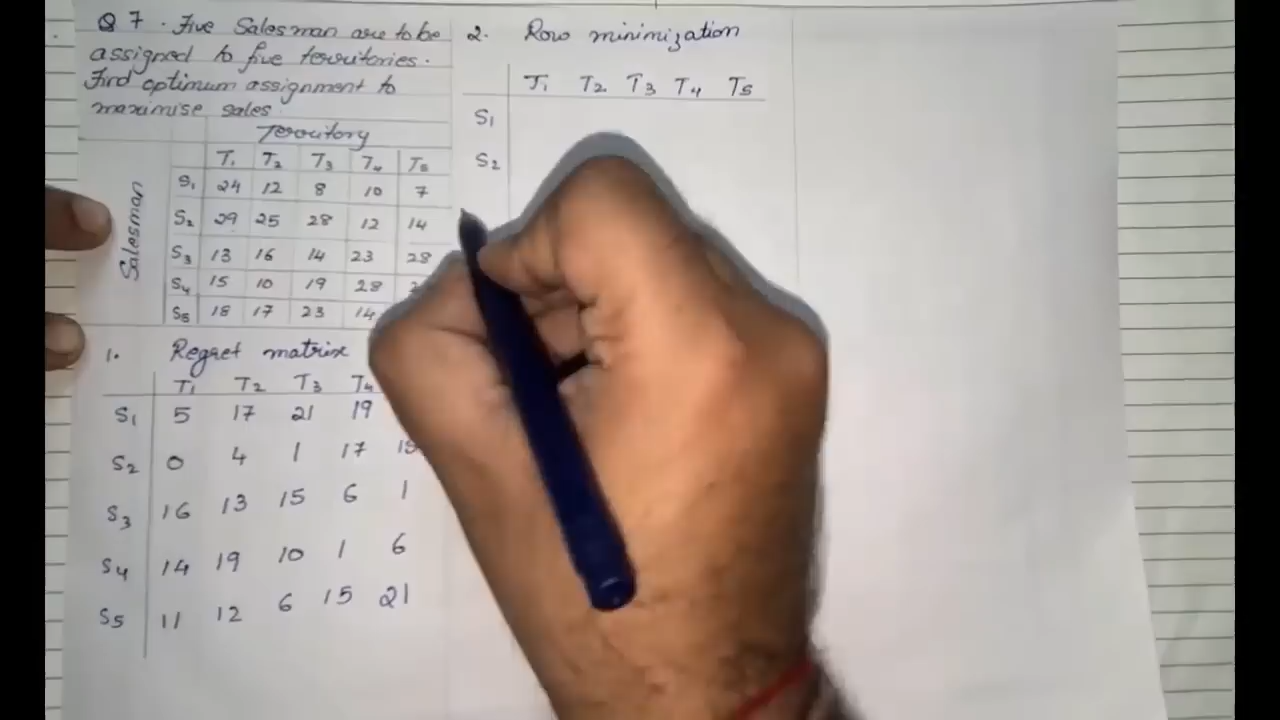 Q 7. Five Salesman are to be
assigned to five territories.
Find optimum assignment to
maximise sales.
Territory
Salesman
T1 T2 T3 T4 T5
S1 24 12 8 10 7
S2 29 25 28 12 14
S3 13 16 14 23 28
S4 15 10 19 28 2
S5 18 17 23 14
1. Regret matrix
T1 T2 T3 T4
S1 5 17 21 19
S2 0 4 1 17 15
S3 16 13 15 6 1
S4 14 19 10 1 6
S5 11 12 6 15 21
2. Row minimization
T1 T2 T3 T4 T5
S1
S2